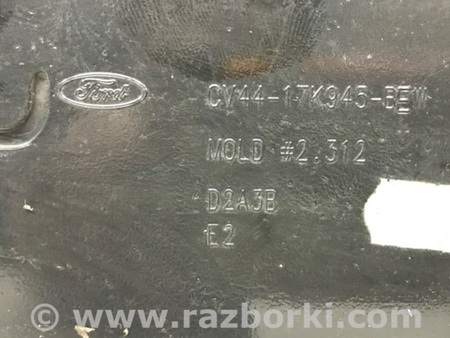 Ford
CV44-17K945-BEW
MOLD #2.312
D2A3B
E2
© www.razborki.com